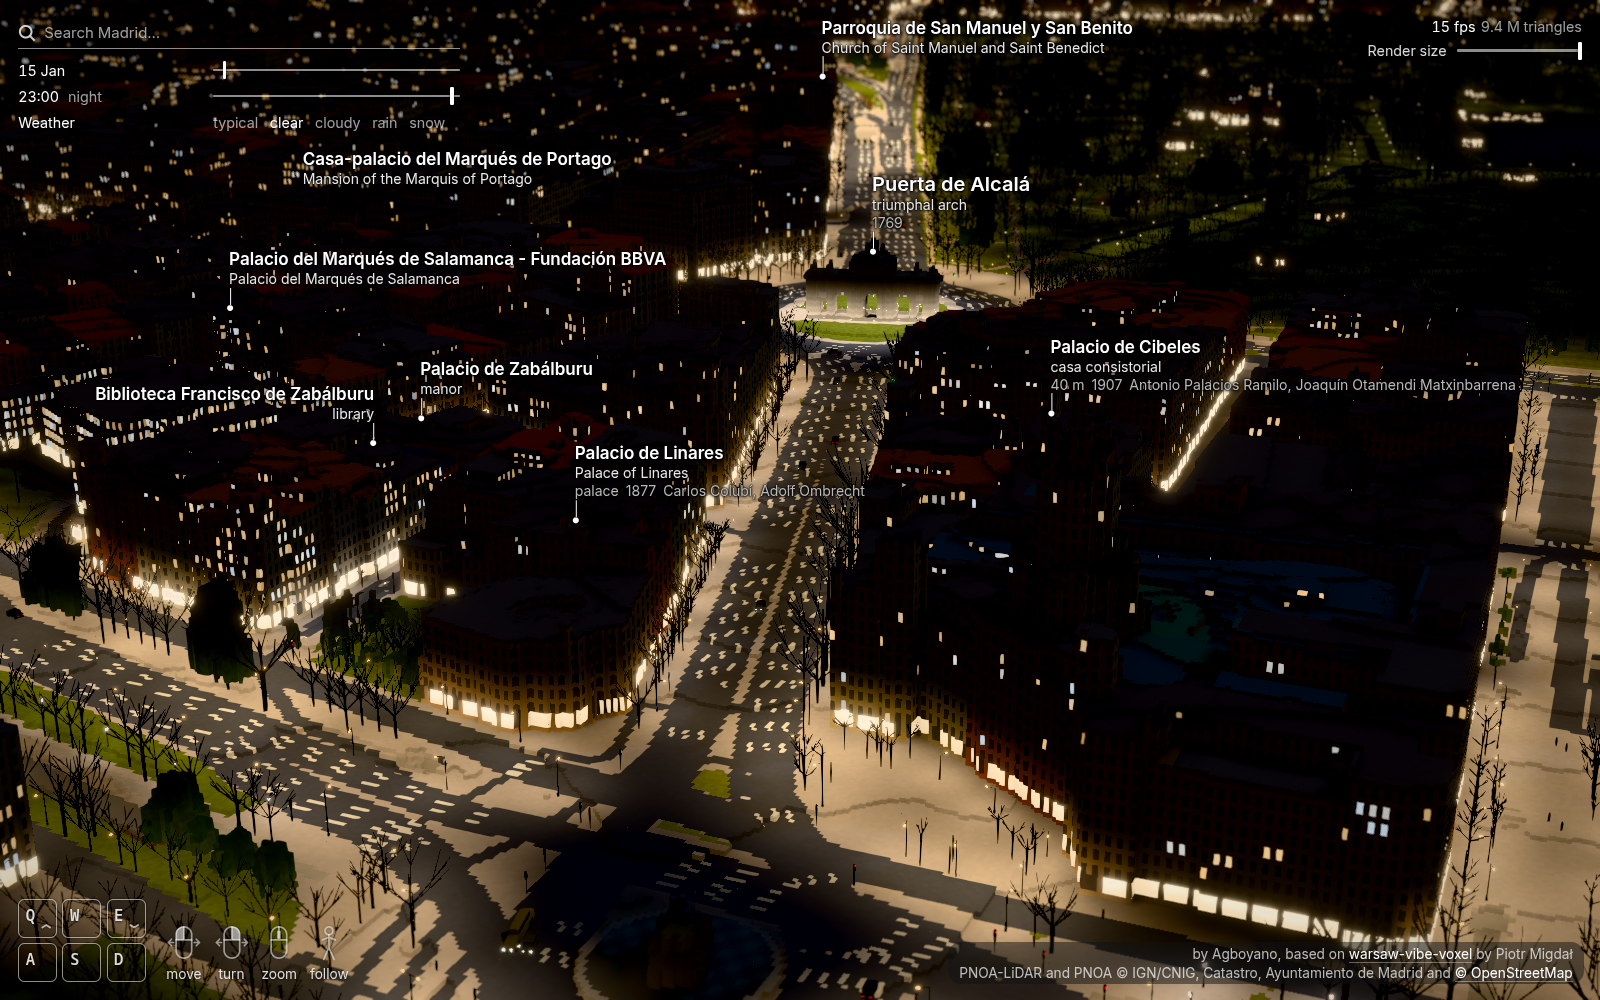 Search Madrid...
15 Jan
23:00 night
Weather typical clear cloudy rain snow
15 fps 9.4 M triangles
Render size
Parroquia de San Manuel y San Benito
Church of Saint Manuel and Saint Benedict
Casa-palacio del Marqués de Portago
Mansion of the Marquis of Portago
Puerta de Alcalá
triumphal arch
1769
Palacio del Marqués de Salamanca - Fundación BBVA
Palacio del Marqués de Salamanca
Palacio de Cibeles
casa consistorial
40 m 1907 Antonio Palacios Ramilo, Joaquín Otamendi Matxinbarrena
Palacio de Zabálburu
manor
Biblioteca Francisco de Zabálburu
library
Palacio de Linares
Palace of Linares
palace 1877 Carlos Colubi, Adolf Ombrecht
Q W E
A S D
move turn zoom follow
by Agboyano, based on warsaw-vibe-voxel by Piotr Migdał
PNOA-LiDAR and PNOA © IGN/CNIG, Catastro, Ayuntamiento de Madrid and © OpenStreetMap